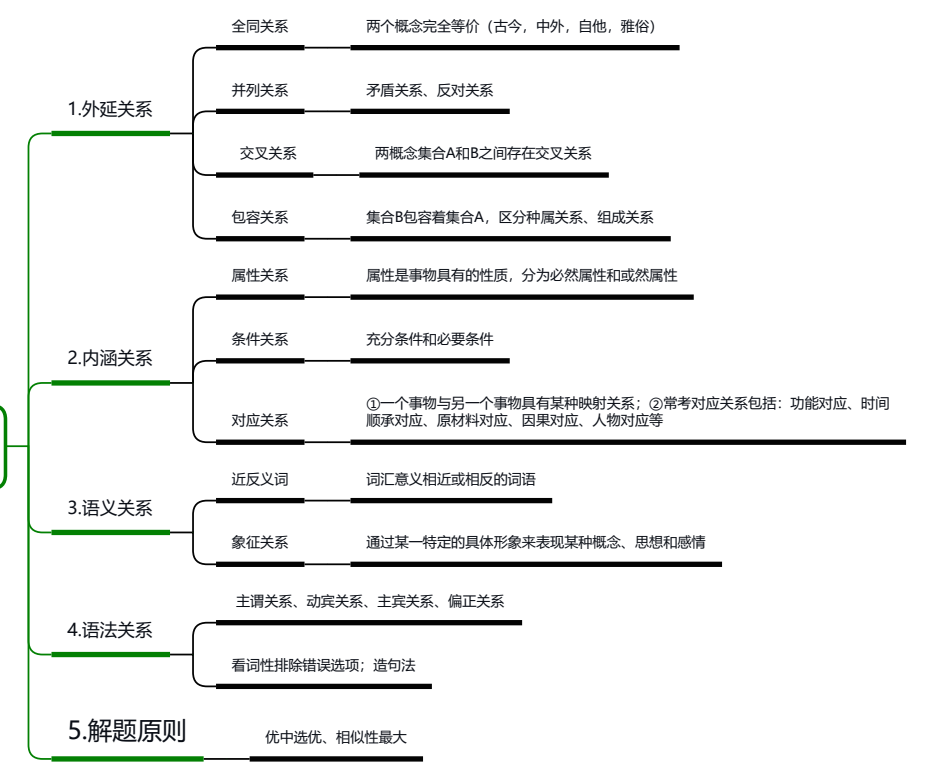 1.外延关系
全同关系
两个概念完全等价（古今，中外，自他，雅俗）
并列关系
矛盾关系、反对关系
交叉关系
两概念集合A和B之间存在交叉关系
包容关系
集合B包容着集合A，区分种属关系、组成关系
2.内涵关系
属性关系
属性是事物具有的性质，分为必然属性和或然属性
条件关系
充分条件和必要条件
对应关系
①一个事物与另一个事物具有某种映射关系；②常考对应关系包括：功能对应、时间
顺承对应、原材料对应、因果对应、人物对应等
3.语义关系
近反义词
词汇意义相近或相反的词语
象征关系
通过某一特定的具体形象来表现某种概念、思想和感情
4.语法关系
主谓关系、动宾关系、主宾关系、偏正关系
看词性排除错误选项；造句法
5.解题原则
优中选优、相似性最大